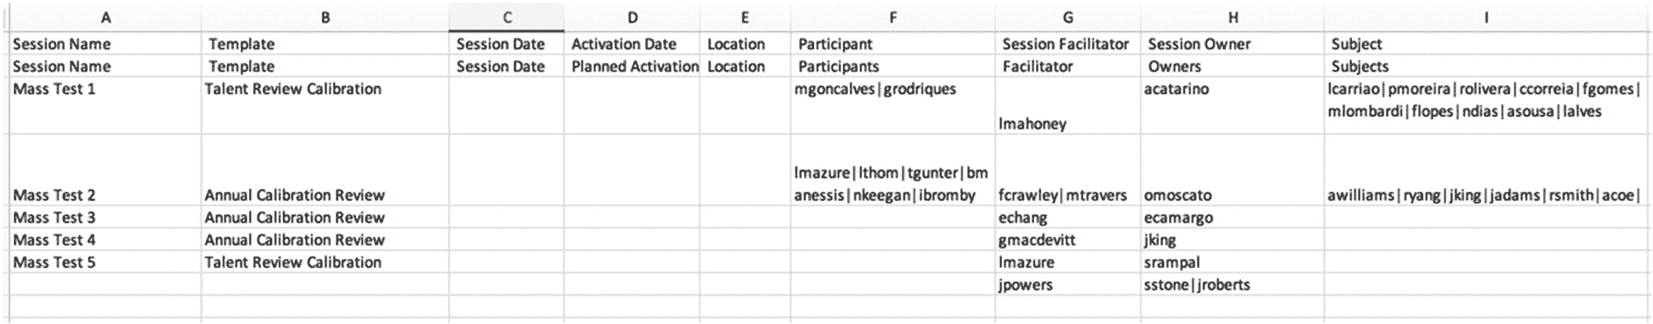 A B C D E F G H I
Session Name Template Session Date Activation Date Location Participant Session Facilitator Session Owner Subject
Session Name Template Session Date Planned Activation Location Participants Facilitator Owners Subjects
Mass Test 1 Talent Review Calibration mgoncalves|grodriques acatarino lcarriao|pmoreira|rolivera|ccorreia|fgomes|
mlombardi|flopes|ndias|asousa|lalves
lmahoney
lmazure|lthom|tgunter|bm
Mass Test 2 Annual Calibration Review anessis|nkeegan|ibromby fcrawley|mtravers omoscato awilliams|ryang|jking|jadams|rsmith|acoe|
Mass Test 3 Annual Calibration Review echang ecamargo
Mass Test 4 Annual Calibration Review gmacdevitt jking
Mass Test 5 Talent Review Calibration lmazure srampal
jpowers sstone|jroberts